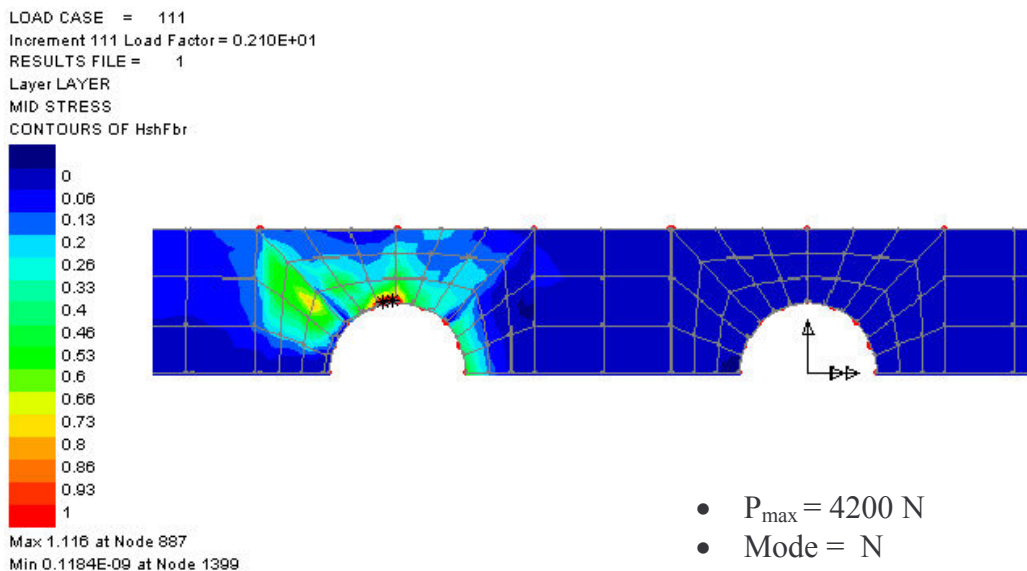 LOAD CASE = 111
Increment 111 Load Factor = 0.210E+01
RESULTS FILE = 1
Layer LAYER
MID STRESS
CONTOURS OF HshFbr
0
0.06
0.13
0.2
0.26
0.33
0.4
0.46
0.53
0.6
0.66
0.73
0.8
0.86
0.93
1
Max 1.116 at Node 887
Min 0.1184E-09 at Node 1399
• Pmax = 4200 N
• Mode = N